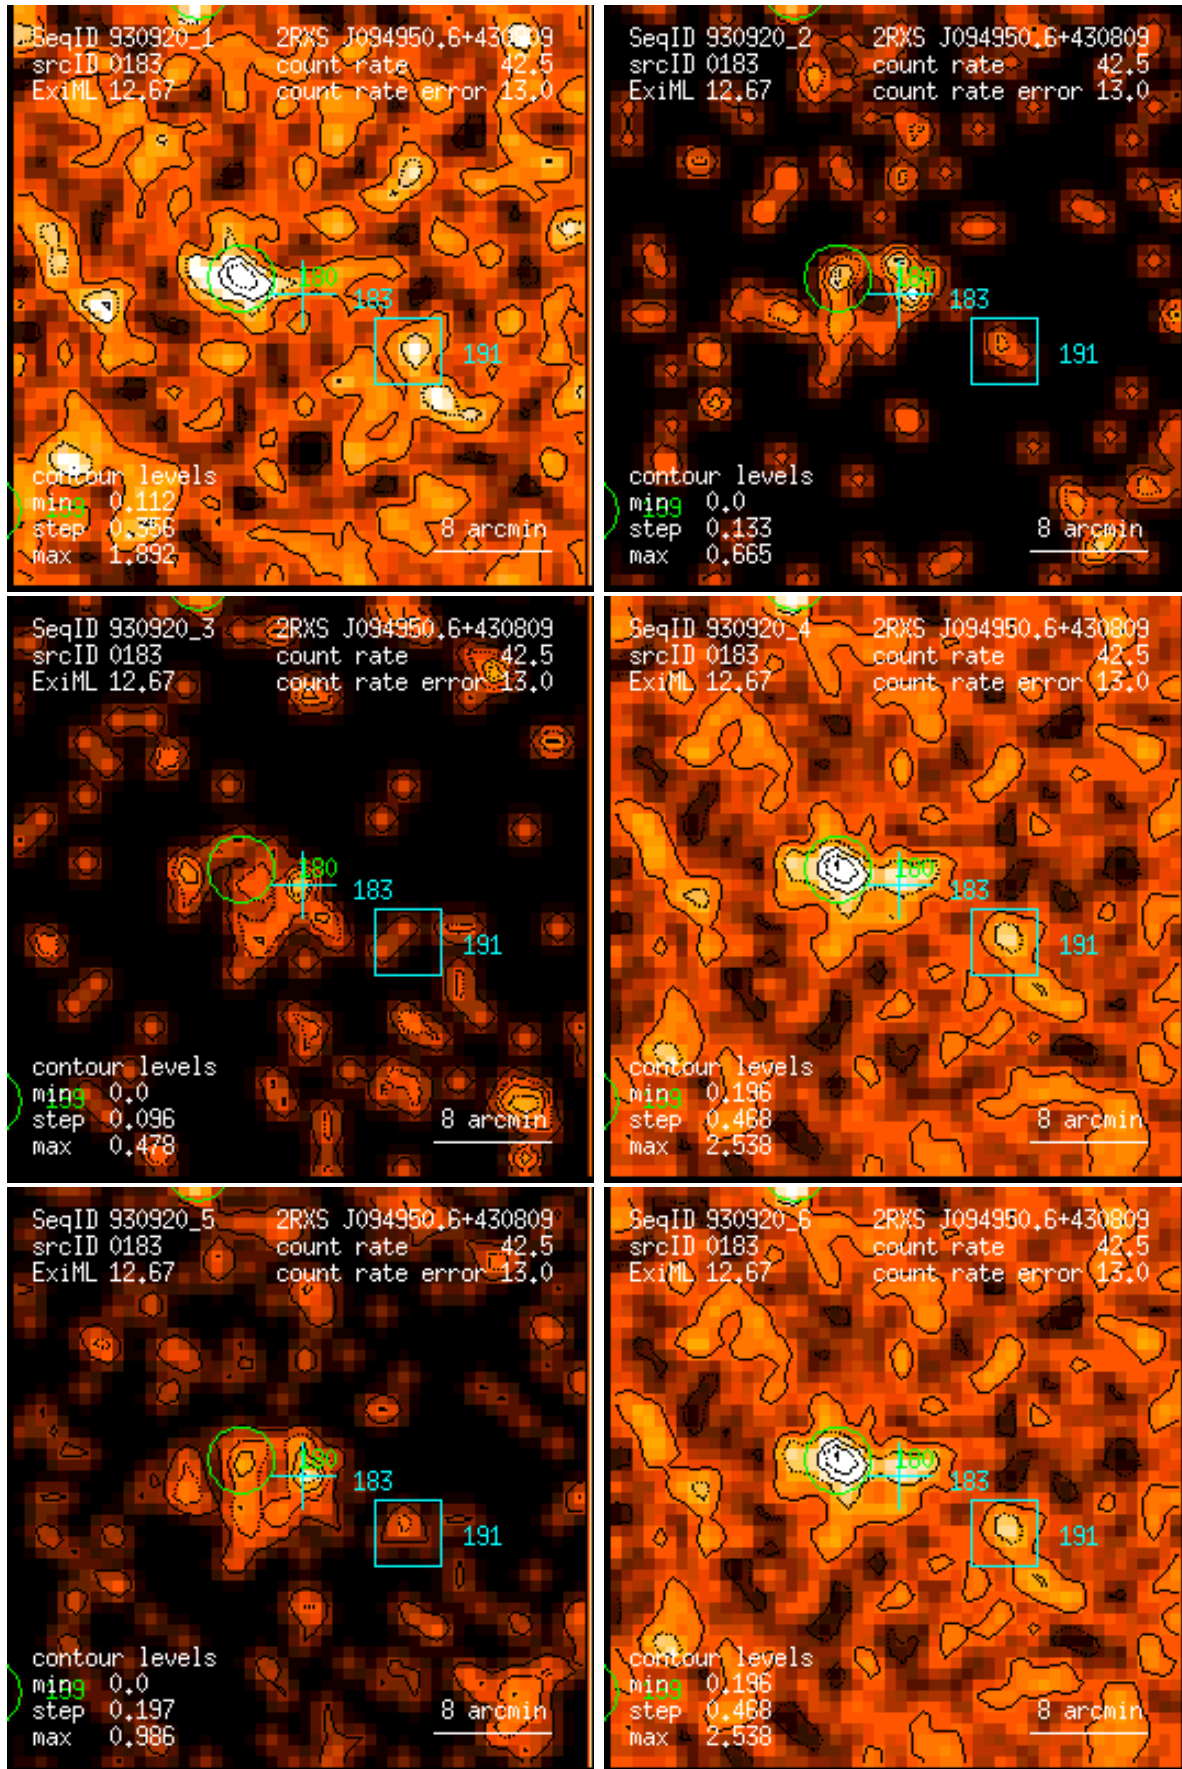 SeqID 930920_1 2RXS J094950.6+430809
srcID 0183 count rate 42.5
ExiML 12.67 count rate error 13.0
180
183
191
contour levels
min 0.112
199
step 0.356
8 arcmin
max 1.892
SeqID 930920_2 2RXS J094950.6+430809
srcID 0183 count rate 42.5
ExiML 12.67 count rate error 13.0
180
183
191
contour levels
min 0.0
199
step 0.133
8 arcmin
max 0.665
SeqID 930920_3 2RXS J094950.6+430809
srcID 0183 count rate 42.5
ExiML 12.67 count rate error 13.0
180
183
191
contour levels
min 0.0
199
step 0.096
8 arcmin
max 0.478
SeqID 930920_4 2RXS J094950.6+430809
srcID 0183 count rate 42.5
ExiML 12.67 count rate error 13.0
180
183
191
contour levels
min 0.196
199
step 0.468
8 arcmin
max 2.538
SeqID 930920_5 2RXS J094950.6+430809
srcID 0183 count rate 42.5
ExiML 12.67 count rate error 13.0
180
183
191
contour levels
min 0.0
199
step 0.197
8 arcmin
max 0.986
SeqID 930920_6 2RXS J094950.6+430809
srcID 0183 count rate 42.5
ExiML 12.67 count rate error 13.0
180
183
191
contour levels
min 0.196
199
step 0.468
8 arcmin
max 2.538